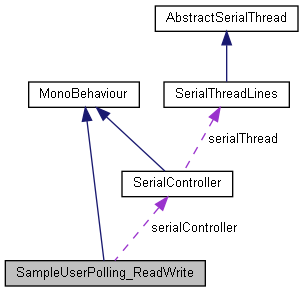 AbstractSerialThread
MonoBehaviour
SerialThreadLines
serialThread
SerialController
serialController
SampleUserPolling_ReadWrite